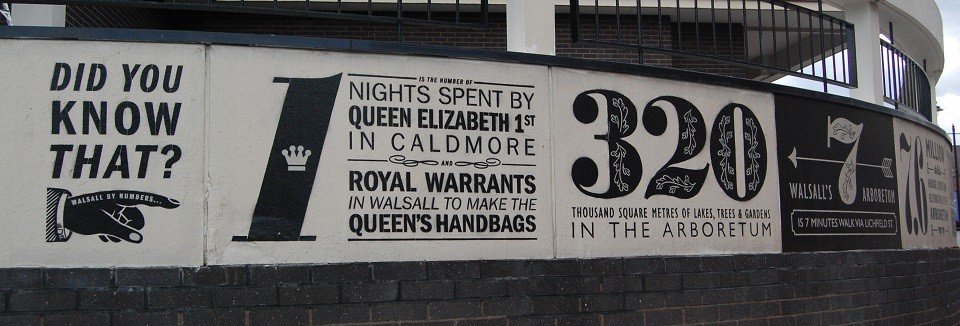 DID YOU
KNOW
THAT?
WALSALL BY NUMBERS...
1
IS THE NUMBER OF
NIGHTS SPENT BY
QUEEN ELIZABETH 1ST
IN CALDMORE
AND
ROYAL WARRANTS
IN WALSALL TO MAKE THE
QUEEN'S HANDBAGS
320
THOUSAND SQUARE METRES OF LAKES, TREES & GARDENS
IN THE ARBORETUM
7
WALSALL'S ARBORETUM
IS 7 MINUTES WALK VIA LICHFIELD ST.
7.6
MILLION
ARBORETUM